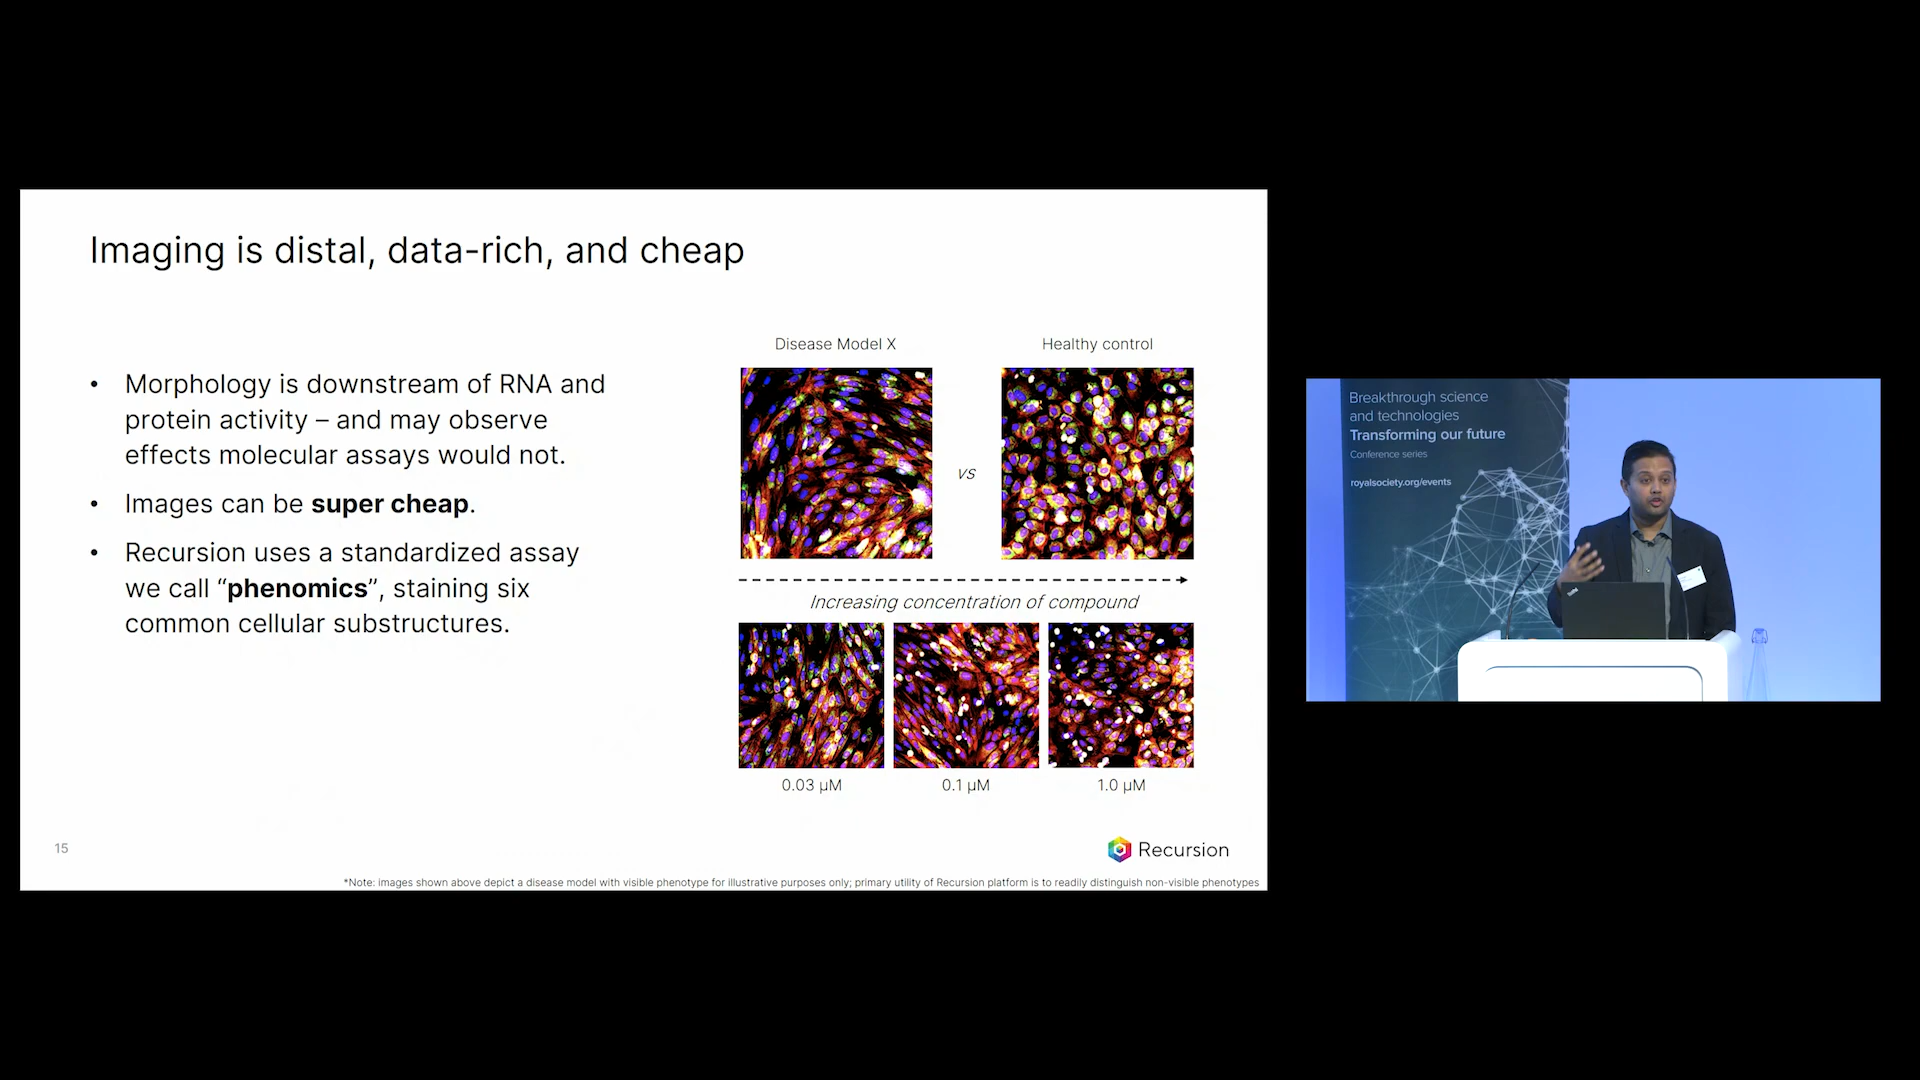 Imaging is distal, data-rich, and cheap
• Morphology is downstream of RNA and
protein activity – and may observe
effects molecular assays would not.
• Images can be super cheap.
• Recursion uses a standardized assay
we call “phenomics”, staining six
common cellular substructures.
Disease Model X
Healthy control
vs
Increasing concentration of compound
0.03 μM
0.1 μM
1.0 μM
15
Recursion
*Note: images shown above depict a disease model with visible phenotype for illustrative purposes only; primary utility of Recursion platform is to readily distinguish non-visible phenotypes
Breakthrough science
and technologies
Transforming our future
Conference series
royalsociety.org/events